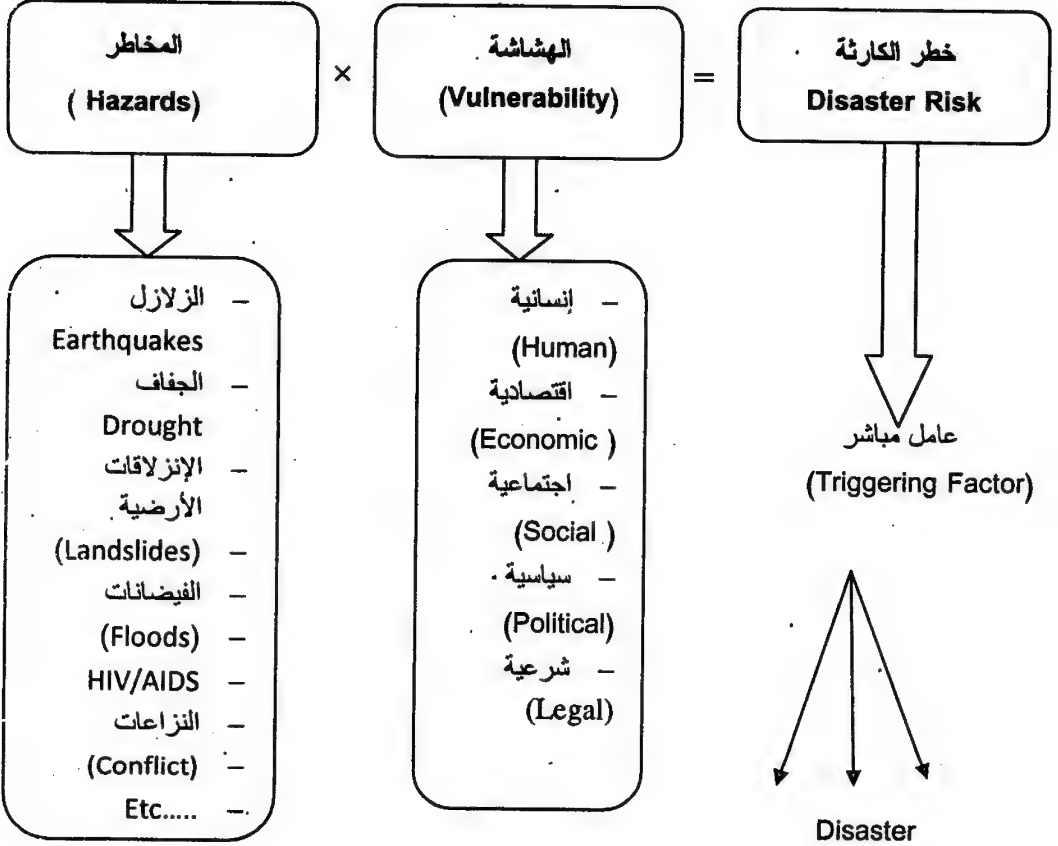 المخاطر
( Hazards)
×
الهشاشة
(Vulnerability)
=
خطر الكارثة
Disaster Risk
– الزلازل
Earthquakes
– الجفاف
Drought
– الإنزلاقات
الأرضية
– (Landslides)
– الفيضانات
– (Floods)
– HIV/AIDS
– النزاعات
– (Conflict)
– Etc.....
– إنسانية
(Human)
– اقتصادية
(Economic )
– اجتماعية
(Social )
– سياسية
(Political)
– شرعية
(Legal)
عامل مباشر
(Triggering Factor)
Disaster